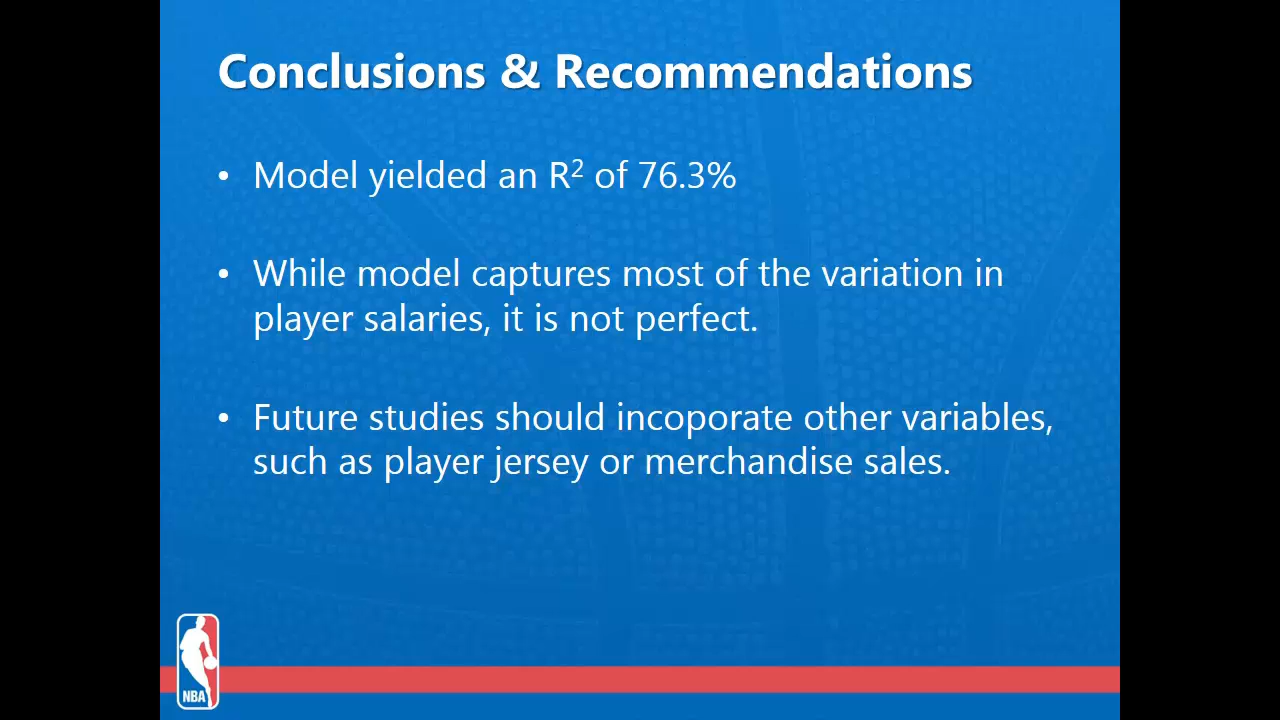 Conclusions & Recommendations
• Model yielded an R² of 76.3%
• While model captures most of the variation in
player salaries, it is not perfect.
• Future studies should incoporate other variables,
such as player jersey or merchandise sales.
NBA